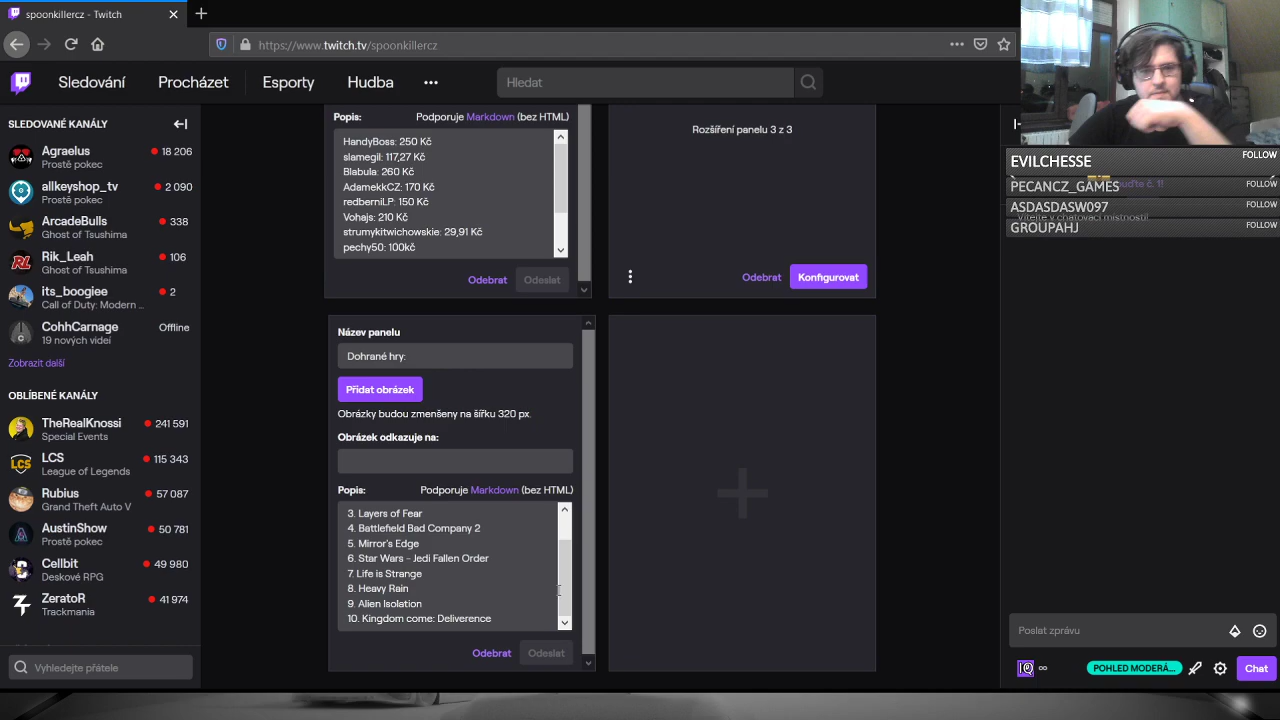 spoonkillercz - Twitch
https://www.twitch.tv/spoonkillercz
Sledování
Procházet
Esporty
Hudba
Hledat
SLEDOVANÉ KANÁLY
Agraelus
18 206
Prostě pokec
allkeyshop_tv
2 090
Prostě pokec
ArcadeBulls
338
Ghost of Tsushima
Rik_Leah
106
Ghost of Tsushima
its_boogiee
2
Call of Duty: Modern ...
CohhCarnage
Offline
19 nových videí
Zobrazit další
OBLÍBENÉ KANÁLY
TheRealKnossi
241 591
Special Events
LCS
115 343
League of Legends
Rubius
57 087
Grand Theft Auto V
AustinShow
50 781
Prostě pokec
Cellbit
49 980
Deskové RPG
ZeratoR
41 974
Trackmania
Vyhledejte přátele
Popis:
Podporuje Markdown (bez HTML)
HandyBoss: 250 Kč
slamegil: 117,27 Kč
Blabula: 260 Kč
AdamekkCZ: 170 Kč
redberniLP: 150 Kč
Vohajs: 210 Kč
strumykitwichowskie: 29,91 Kč
pechy50: 100kč
Odebrat
Odeslat
Rozšíření panelu 3 z 3
Odebrat
Konfigurovat
Název panelu
Dohrané hry:
Přidat obrázek
Obrázky budou zmenšeny na šířku 320 px.
Obrázek odkazuje na:
Popis:
Podporuje Markdown (bez HTML)
3. Layers of Fear
4. Battlefield Bad Company 2
5. Mirror's Edge
6. Star Wars - Jedi Fallen Order
7. Life is Strange
8. Heavy Rain
9. Alien Isolation
10. Kingdom come: Deliverence
Odebrat
Odeslat
EVILCHESSE
FOLLOW
PECANCZ_GAMES
FOLLOW
ASDASDASW097
FOLLOW
Vítejte v chatovací místnosti!
GROUPAHJ
FOLLOW
Poslat zprávu
POHLED MODERÁ...
Chat